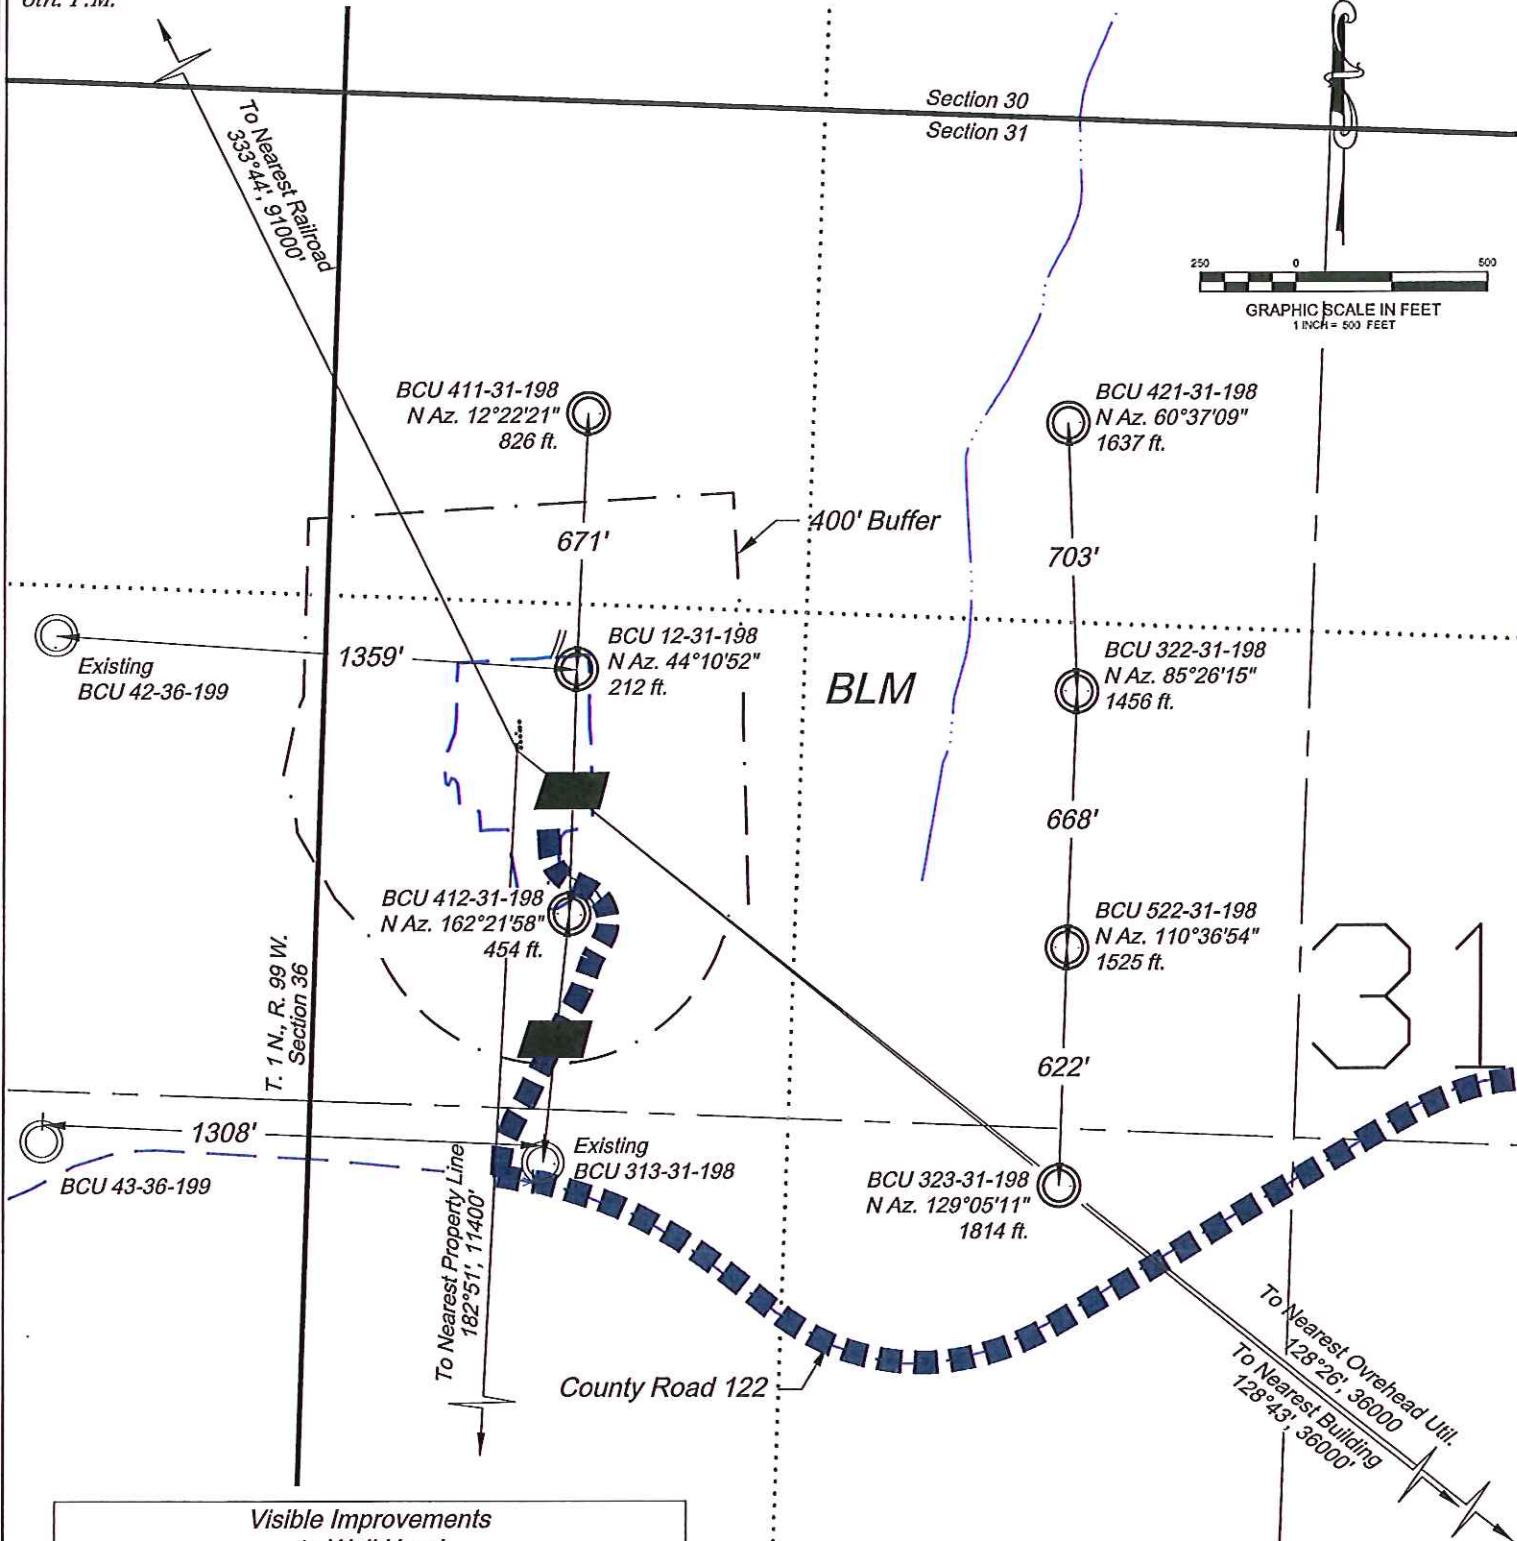 6th. P.M.
Section 30
Section 31
To Nearest Railroad
333°44', 91000'
250 0 500
GRAPHIC SCALE IN FEET
1 INCH = 500 FEET
BCU 411-31-198
N Az. 12°22'21"
826 ft.
BCU 421-31-198
N Az. 60°37'09"
1637 ft.
400' Buffer
671'
703'
BCU 12-31-198
N Az. 44°10'52"
212 ft.
1359'
Existing
BCU 42-36-199
BLM
BCU 322-31-198
N Az. 85°26'15"
1456 ft.
668'
BCU 412-31-198
N Az. 162°21'58"
454 ft.
BCU 522-31-198
N Az. 110°36'54"
1525 ft.
31
T. 1 N., R. 99 W.
Section 36
622'
1308'
Existing
BCU 313-31-198
BCU 43-36-199
BCU 323-31-198
N Az. 129°05'11"
1814 ft.
To Nearest Property Line
182°51', 11400'
County Road 122
To Nearest Ovrehead Util.
128°26', 36000
To Nearest Building
128°43', 36000'
Visible Improvements